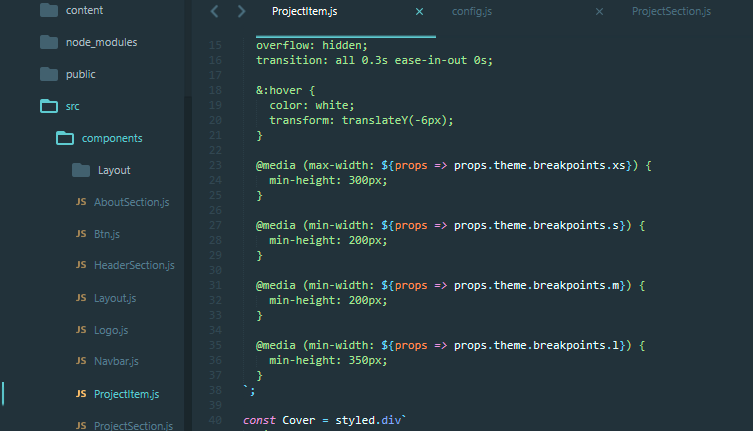 content
node_modules
public
src
components
Layout
JS AboutSection.js
JS Btn.js
JS HeaderSection.js
JS Layout.js
JS Logo.js
JS Navbar.js
JS ProjectItem.js
JS ProjectSection.js
ProjectItem.js × config.js × ProjectSection.js
15 overflow: hidden;
16 transition: all 0.3s ease-in-out 0s;
17
18 &:hover {
19 color: white;
20 transform: translateY(-6px);
21 }
22
23 @media (max-width: ${props => props.theme.breakpoints.xs}) {
24 min-height: 300px;
25 }
26
27 @media (min-width: ${props => props.theme.breakpoints.s}) {
28 min-height: 200px;
29 }
30
31 @media (min-width: ${props => props.theme.breakpoints.m}) {
32 min-height: 200px;
33 }
34
35 @media (min-width: ${props => props.theme.breakpoints.l}) {
36 min-height: 350px;
37 }
38 `;
39
40 const Cover = styled.div`